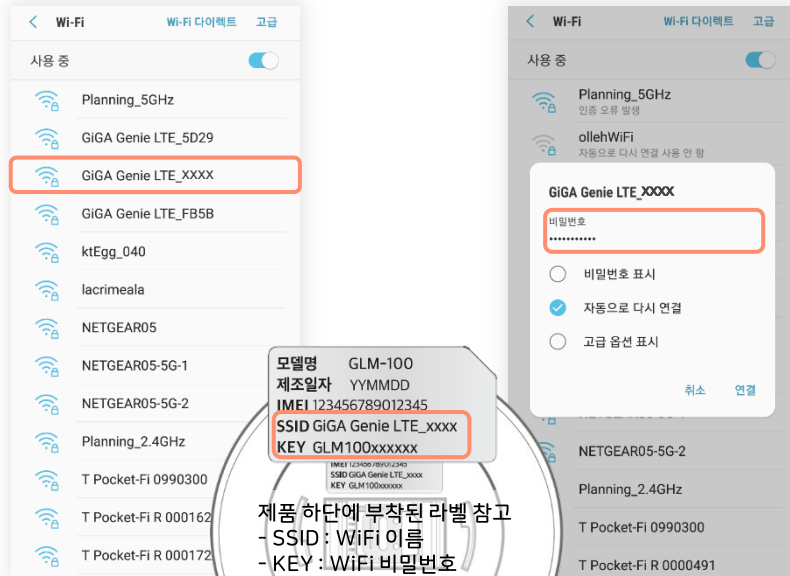 Wi-Fi Wi-Fi 다이렉트 고급
사용 중
Planning_5GHz
GiGA Genie LTE_5D29
GiGA Genie LTE_XXXX
GiGA Genie LTE_FB5B
ktEgg_040
lacrimeala
NETGEAR05
NETGEAR05-5G-1
NETGEAR05-5G-2
Planning_2.4GHz
T Pocket-Fi 0990300
T Pocket-Fi R 000162
T Pocket-Fi R 000172
모델명 GLM-100
제조일자 YYMMDD
IMEI 123456789012345
SSID GiGA Genie LTE_xxxx
KEY GLM100xxxxxx
IMEI 123456789012345
SSID GiGA Genie LTE_xxxx
KEY GLM100xxxxxx
제품 하단에 부착된 라벨 참고
- SSID : WiFi 이름
- KEY : WiFi 비밀번호
Wi-Fi Wi-Fi 다이렉트 고급
사용 중
Planning_5GHz
인증 오류 발생
ollehWiFi
자동으로 다시 연결 사용 안 함
GiGA Genie LTE_XXXX
비밀번호
•••••••••••
비밀번호 표시
자동으로 다시 연결
고급 옵션 표시
취소 연결
NETGEAR05-5G-2
Planning_2.4GHz
T Pocket-Fi 0990300
T Pocket-Fi R 0000491